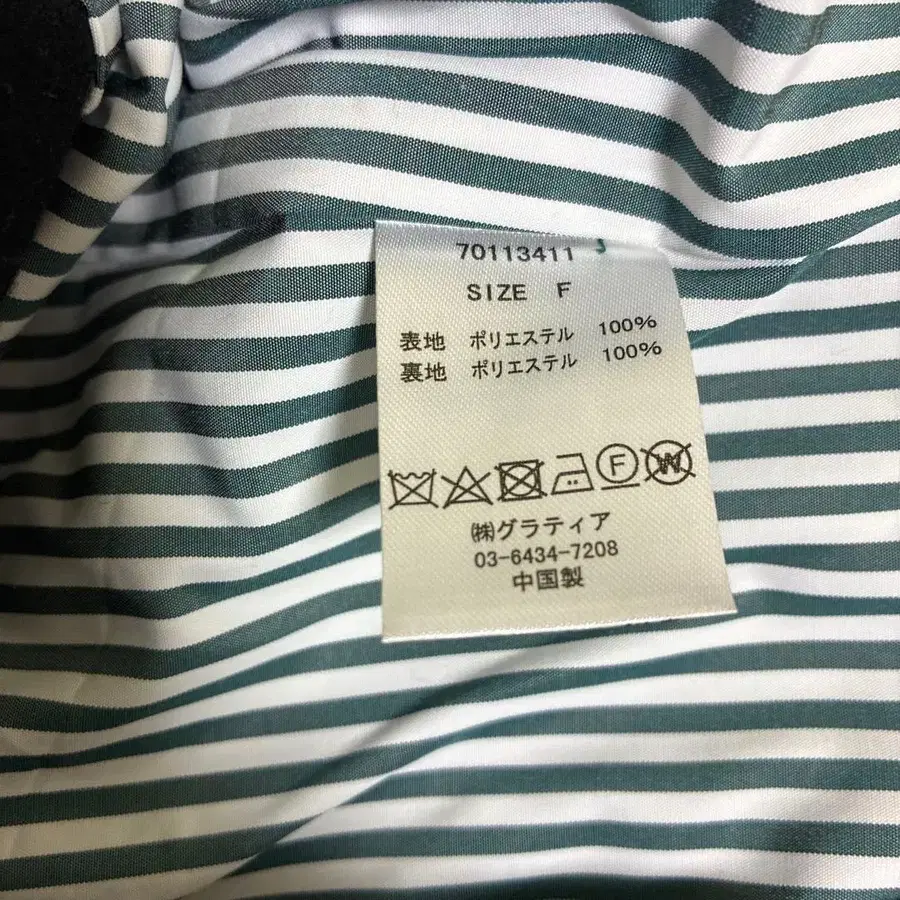 70113411
SIZE F
表地 ポリエステル 100%
裏地 ポリエステル 100%
F W
㈱グラティア
03-6434-7208
中国製